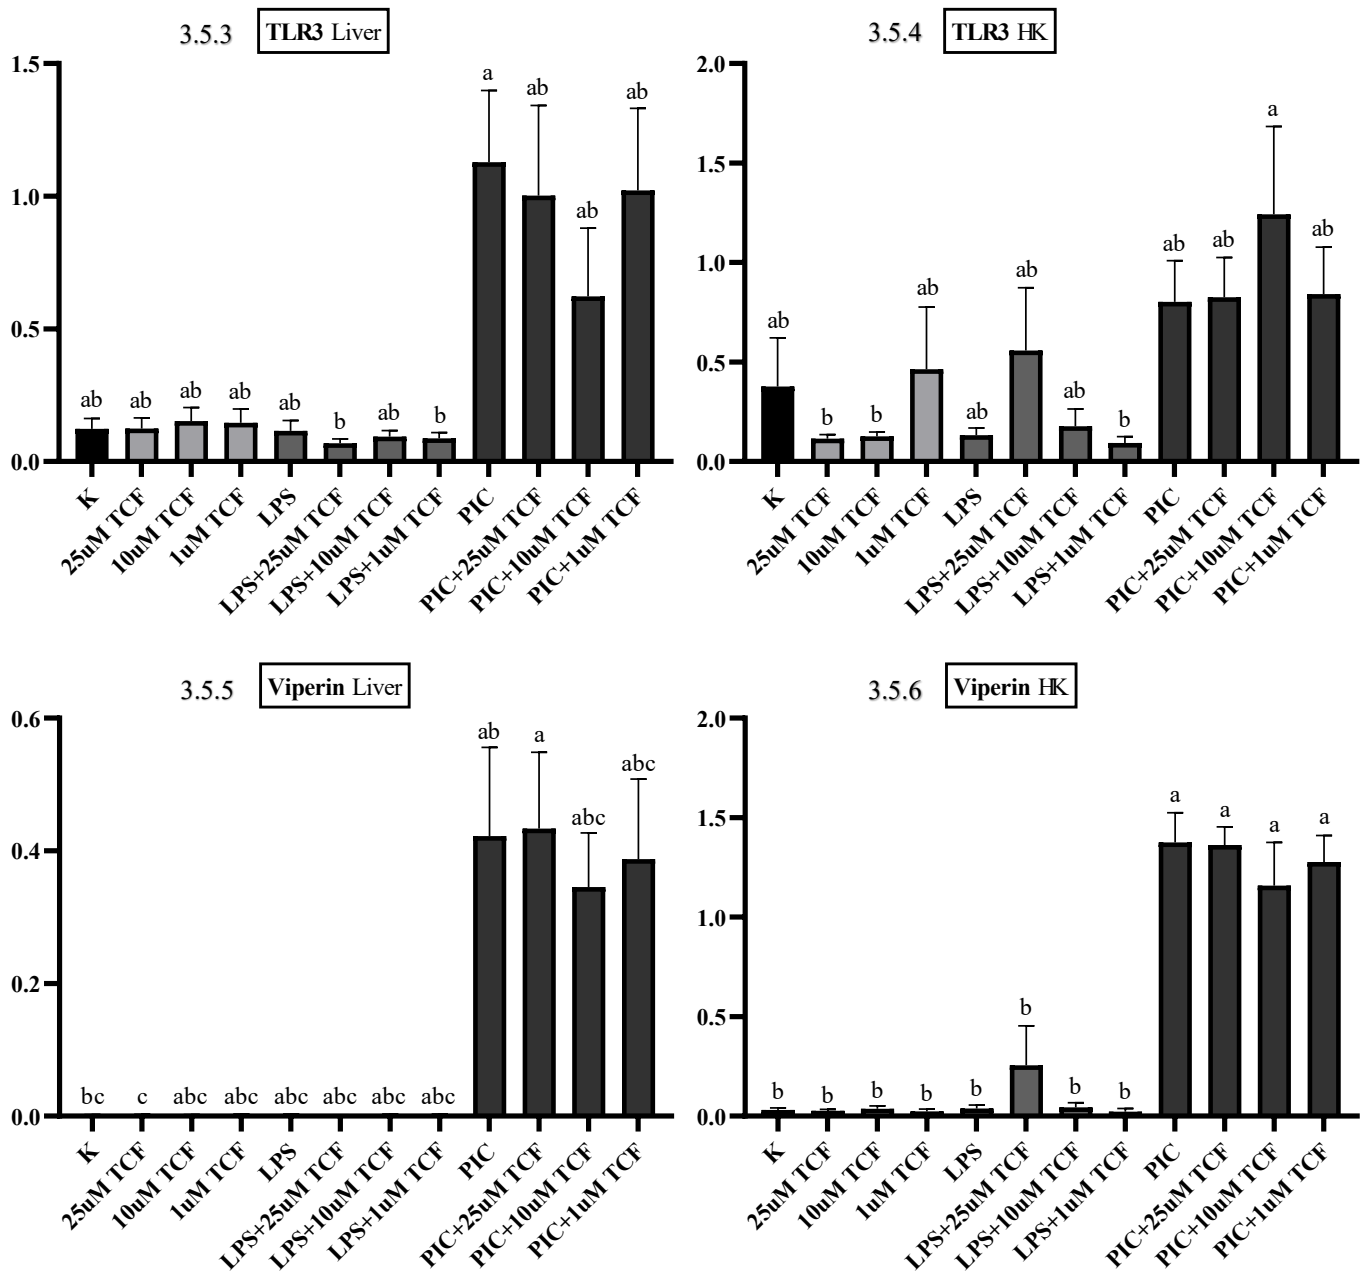 3.5.3 TLR3 Liver
1.5
1.0
0.5
0.0
a ab ab ab
ab ab ab ab ab b ab b
K 25uM TCF 10uM TCF 1uM TCF LPS LPS+25uM TCF LPS+10uM TCF LPS+1uM TCF PIC PIC+25uM TCF PIC+10uM TCF PIC+1uM TCF
3.5.4 TLR3 HK
2.0
1.5
1.0
0.5
0.0
ab b b ab ab ab ab b ab ab a ab
K 25uM TCF 10uM TCF 1uM TCF LPS LPS+25uM TCF LPS+10uM TCF LPS+1uM TCF PIC PIC+25uM TCF PIC+10uM TCF PIC+1uM TCF
3.5.5 Viperin Liver
0.6
0.4
0.2
0.0
ab a abc abc
bc c abc abc abc abc abc abc
K 25uM TCF 10uM TCF 1uM TCF LPS LPS+25uM TCF LPS+10uM TCF LPS+1uM TCF PIC PIC+25uM TCF PIC+10uM TCF PIC+1uM TCF
3.5.6 Viperin HK
2.0
1.5
1.0
0.5
0.0
a a a a
b b b b b b b b
K 25uM TCF 10uM TCF 1uM TCF LPS LPS+25uM TCF LPS+10uM TCF LPS+1uM TCF PIC PIC+25uM TCF PIC+10uM TCF PIC+1uM TCF